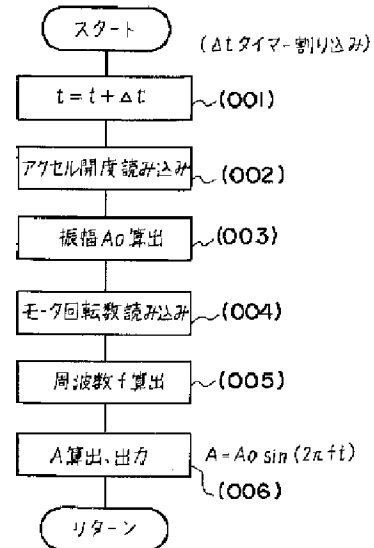 スタート
(Δtタイマー割り込み)
t=t+Δt
(001)
アクセル開度読み込み
(002)
振幅Ao算出
(003)
モータ回転数読み込み
(004)
周波数f算出
(005)
A算出、出力
A=Ao sin(2πft)
(006)
リターン